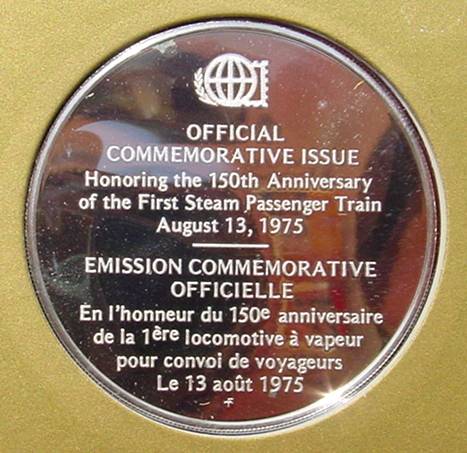 OFFICIAL
COMMEMORATIVE ISSUE
Honoring the 150th Anniversary
of the First Steam Passenger Train
August 13, 1975
EMISSION COMMEMORATIVE
OFFICIELLE
En l'honneur du 150e anniversaire
de la 1ère locomotive à vapeur
pour convoi de voyageurs
Le 13 août 1975